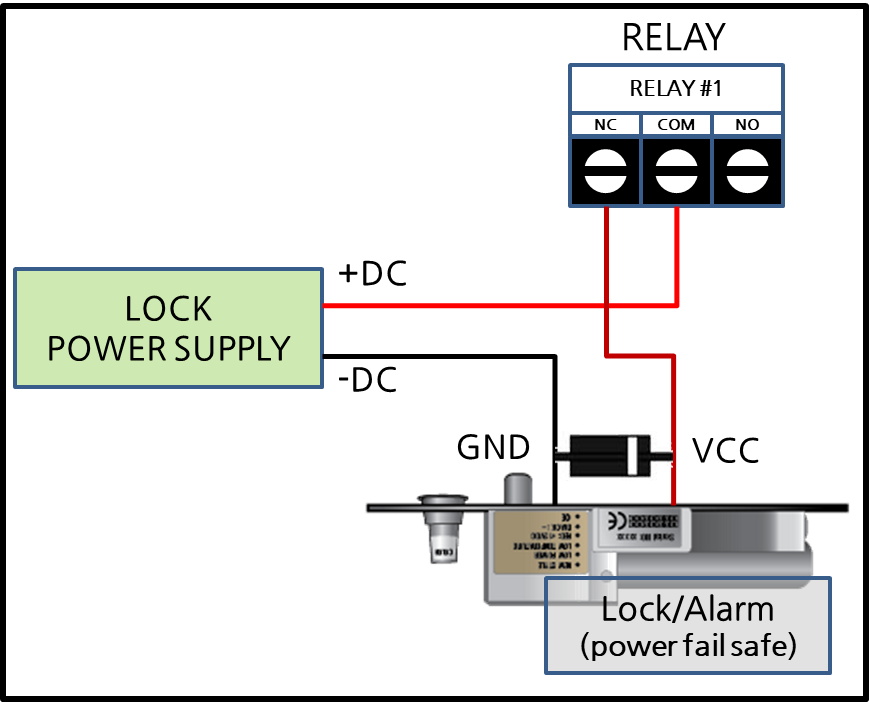 RELAY
RELAY #1
NC COM NO
+DC
LOCK
POWER SUPPLY
-DC
GND
VCC
Lock/Alarm
(power fail safe)